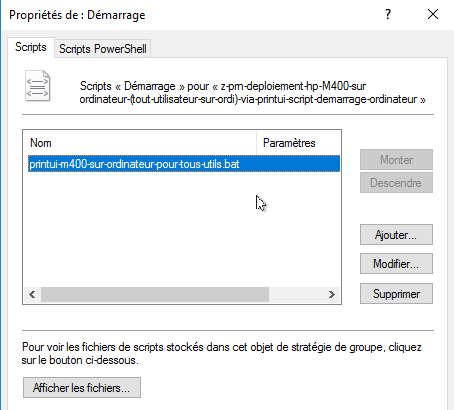 Propriétés de : Démarrage
?
Scripts
Scripts PowerShell
Scripts « Démarrage » pour « z-prn-deploiement-hp-M400-sur
ordinateur-(tout-utilisateur-sur-ordi)-via-printui-script-demarrage-ordinateur »
Nom
Paramètres
printui-m400-sur-ordinateur-pour-tous-utils.bat
Monter
Descendre
Ajouter...
Modifier...
Supprimer
Pour voir les fichiers de scripts stockés dans cet objet de stratégie de groupe, cliquez
sur le bouton ci-dessous.
Afficher les fichiers...